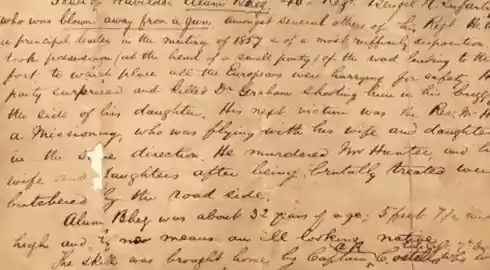 Havildar Alum Bheg 46th Regt. Bengal N. Infantry
who was blown away from a gun, amongst several others of his Regt. He
a principal leader in the mutiny of 1857 & of a most ruffianly disposition
took possession (at the head of a small party) of the road leading to the
fort, to which place all the Europeans were hurrying for safety.
party surprised and killed Dr. Graham shooting him in his buggy
the side of his daughter. His next victim was the Rev. Mr. H
a Missionary, who was flying with his wife and daughter
in the same direction. He murdered Mr Hunter, and
wife and daughters after being brutally treated were
butchered by the road side.
Alum Bheg was about 32 years of age; 5 feet 7 1/2
high and by no means an ill looking native.
The skull was brought home by Captain Costello